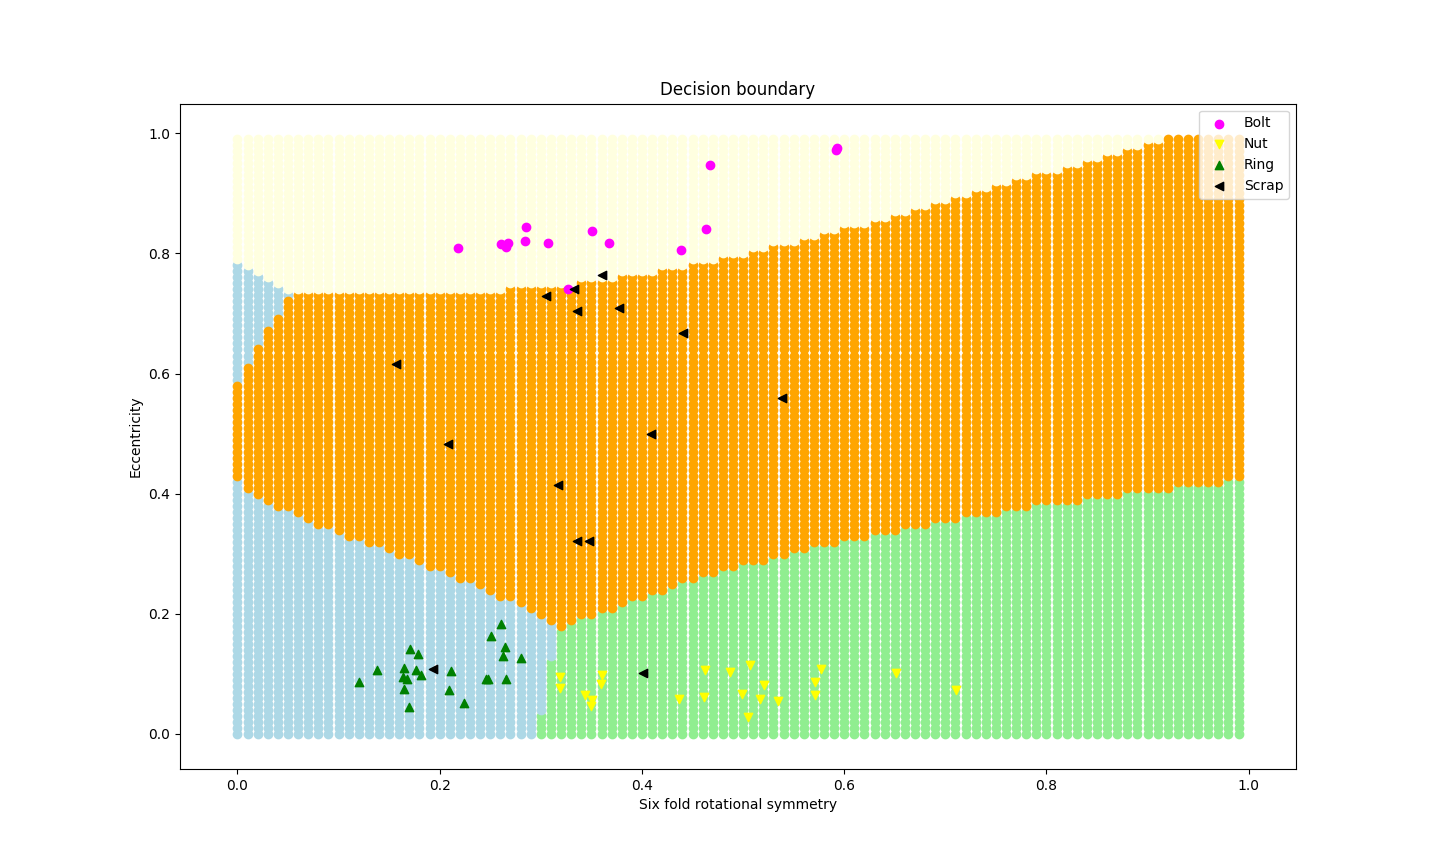 Decision boundary
1.0
0.8
0.6
0.4
0.2
0.0
Eccentricity
Bolt
Nut
Ring
Scrap
0.0 0.2 0.4 0.6 0.8 1.0
Six fold rotational symmetry